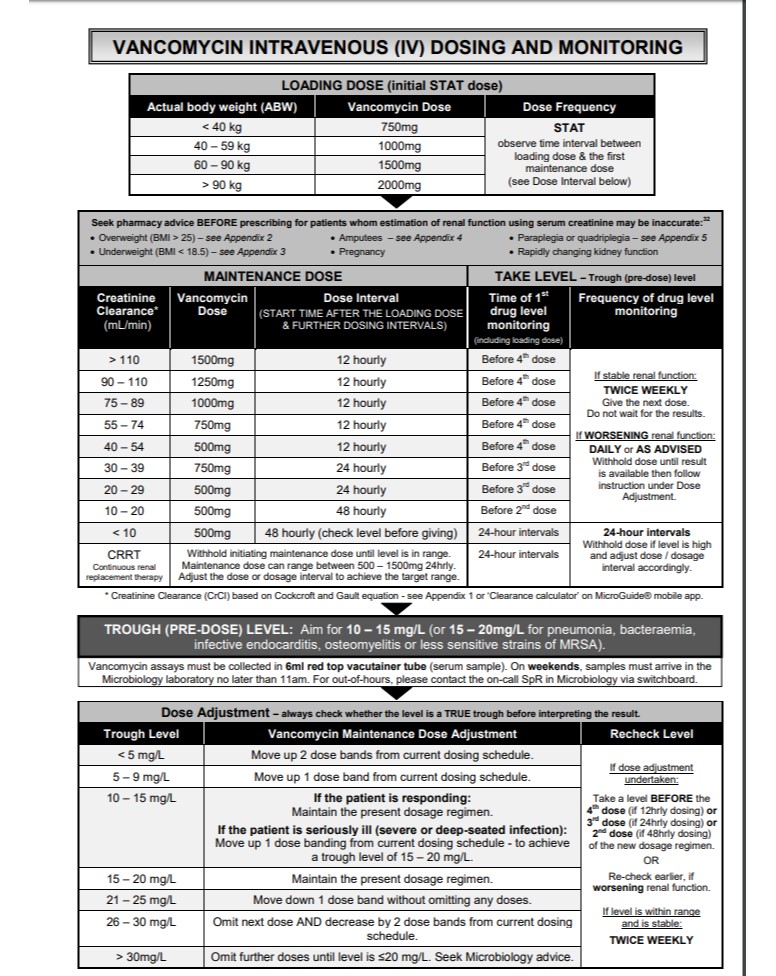 VANCOMYCIN INTRAVENOUS (IV) DOSING AND MONITORING
LOADING DOSE (initial STAT dose)
Actual body weight (ABW) Vancomycin Dose Dose Frequency
< 40 kg 750mg STAT
40 – 59 kg 1000mg observe time interval between
60 – 90 kg 1500mg loading dose & the first
maintenance dose
> 90 kg 2000mg (see Dose Interval below)
Seek pharmacy advice BEFORE prescribing for patients whom estimation of renal function using serum creatinine may be inaccurate:32
• Overweight (BMI > 25) – see Appendix 2 • Amputees – see Appendix 4 • Paraplegia or quadriplegia – see Appendix 5
• Underweight (BMI < 18.5) – see Appendix 3 • Pregnancy • Rapidly changing kidney function
MAINTENANCE DOSE TAKE LEVEL – Trough (pre-dose) level
Creatinine Clearance* (mL/min)
Vancomycin Dose
Dose Interval
(START TIME AFTER THE LOADING DOSE
& FURTHER DOSING INTERVALS)
Time of 1st
drug level
monitoring
(including loading dose)
Frequency of drug level
monitoring
> 110 1500mg 12 hourly Before 4th dose
90 – 110 1250mg 12 hourly Before 4th dose
75 – 89 1000mg 12 hourly Before 4th dose
55 – 74 750mg 12 hourly Before 4th dose
40 – 54 500mg 12 hourly Before 4th dose
30 – 39 750mg 24 hourly Before 3rd dose
20 – 29 500mg 24 hourly Before 3rd dose
10 – 20 500mg 48 hourly Before 2nd dose
If stable renal function:
TWICE WEEKLY
Give the next dose.
Do not wait for the results.
If WORSENING renal function:
DAILY or AS ADVISED
Withhold dose until result
is available then follow
instruction under Dose
Adjustment.
< 10 500mg 48 hourly (check level before giving) 24-hour intervals
CRRT
Continuous renal
replacement therapy
Withhold initiating maintenance dose until level is in range.
Maintenance dose can range between 500 – 1500mg 24hrly.
Adjust the dose or dosage interval to achieve the target range.
24-hour intervals
24-hour intervals
Withhold dose if level is high
and adjust dose / dosage
interval accordingly.
* Creatinine Clearance (CrCl) based on Cockcroft and Gault equation - see Appendix 1 or 'Clearance calculator' on MicroGuide® mobile app.
TROUGH (PRE-DOSE) LEVEL: Aim for 10 – 15 mg/L (or 15 – 20mg/L for pneumonia, bacteraemia,
infective endocarditis, osteomyelitis or less sensitive strains of MRSA).
Vancomycin assays must be collected in 6ml red top vacutainer tube (serum sample). On weekends, samples must arrive in the
Microbiology laboratory no later than 11am. For out-of-hours, please contact the on-call SpR in Microbiology via switchboard.
Dose Adjustment – always check whether the level is a TRUE trough before interpreting the result.
Trough Level Vancomycin Maintenance Dose Adjustment Recheck Level
< 5 mg/L Move up 2 dose bands from current dosing schedule.
5 – 9 mg/L Move up 1 dose band from current dosing schedule.
10 – 15 mg/L If the patient is responding:
Maintain the present dosage regimen.
If the patient is seriously ill (severe or deep-seated infection):
Move up 1 dose banding from current dosing schedule - to achieve
a trough level of 15 – 20 mg/L.
15 – 20 mg/L Maintain the present dosage regimen.
21 – 25 mg/L Move down 1 dose band without omitting any doses.
26 – 30 mg/L Omit next dose AND decrease by 2 dose bands from current dosing
schedule.
> 30mg/L Omit further doses until level is ≤20 mg/L. Seek Microbiology advice.
If dose adjustment
undertaken:
Take a level BEFORE the
4th dose (if 12hrly dosing) or
3rd dose (if 24hrly dosing) or
2nd dose (if 48hrly dosing)
of the new dosage regimen.
OR
Re-check earlier, if
worsening renal function.
If level is within range
and is stable:
TWICE WEEKLY